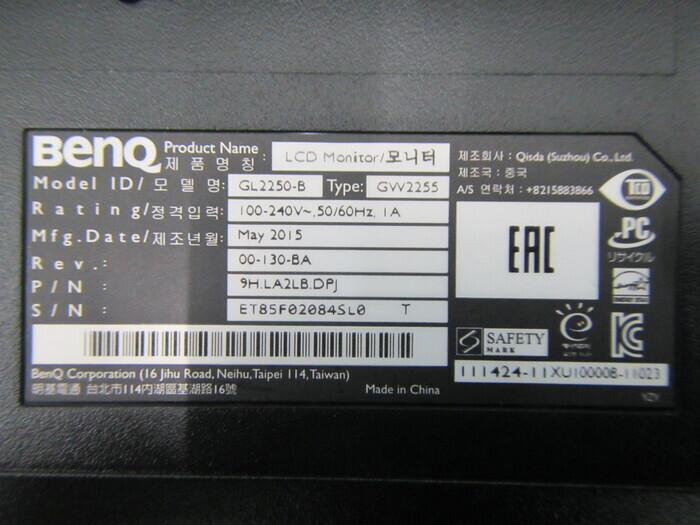 BenQ
Product Name : LCD Monitor/모니터
제 품 명 칭
Model ID/ 모 델 명: GL2250-B Type: GW2255
Rating/정격입력: 100-240V~,50/60Hz, 1A
Mfg.Date/제조년월: May 2015
Rev.: 00-130-BA
P/N : 9H.LA2LB.DPJ
S/N : ET85F02084SL0 T
BenQ Corporation (16 Jihu Road, Neihu,Taipei 114,Taiwan)
明基電通 台北市114內湖區基湖路16號
Made in China
제조회사 : Qisda (Suzhou) Co., Ltd.
제조국 : 중국
A/S 연락처 : +8215883866
TCO
PC
リサイクル
EAC
ENERGY STAR
SAFETY
MARK
KC
111424-11XU100008-11023